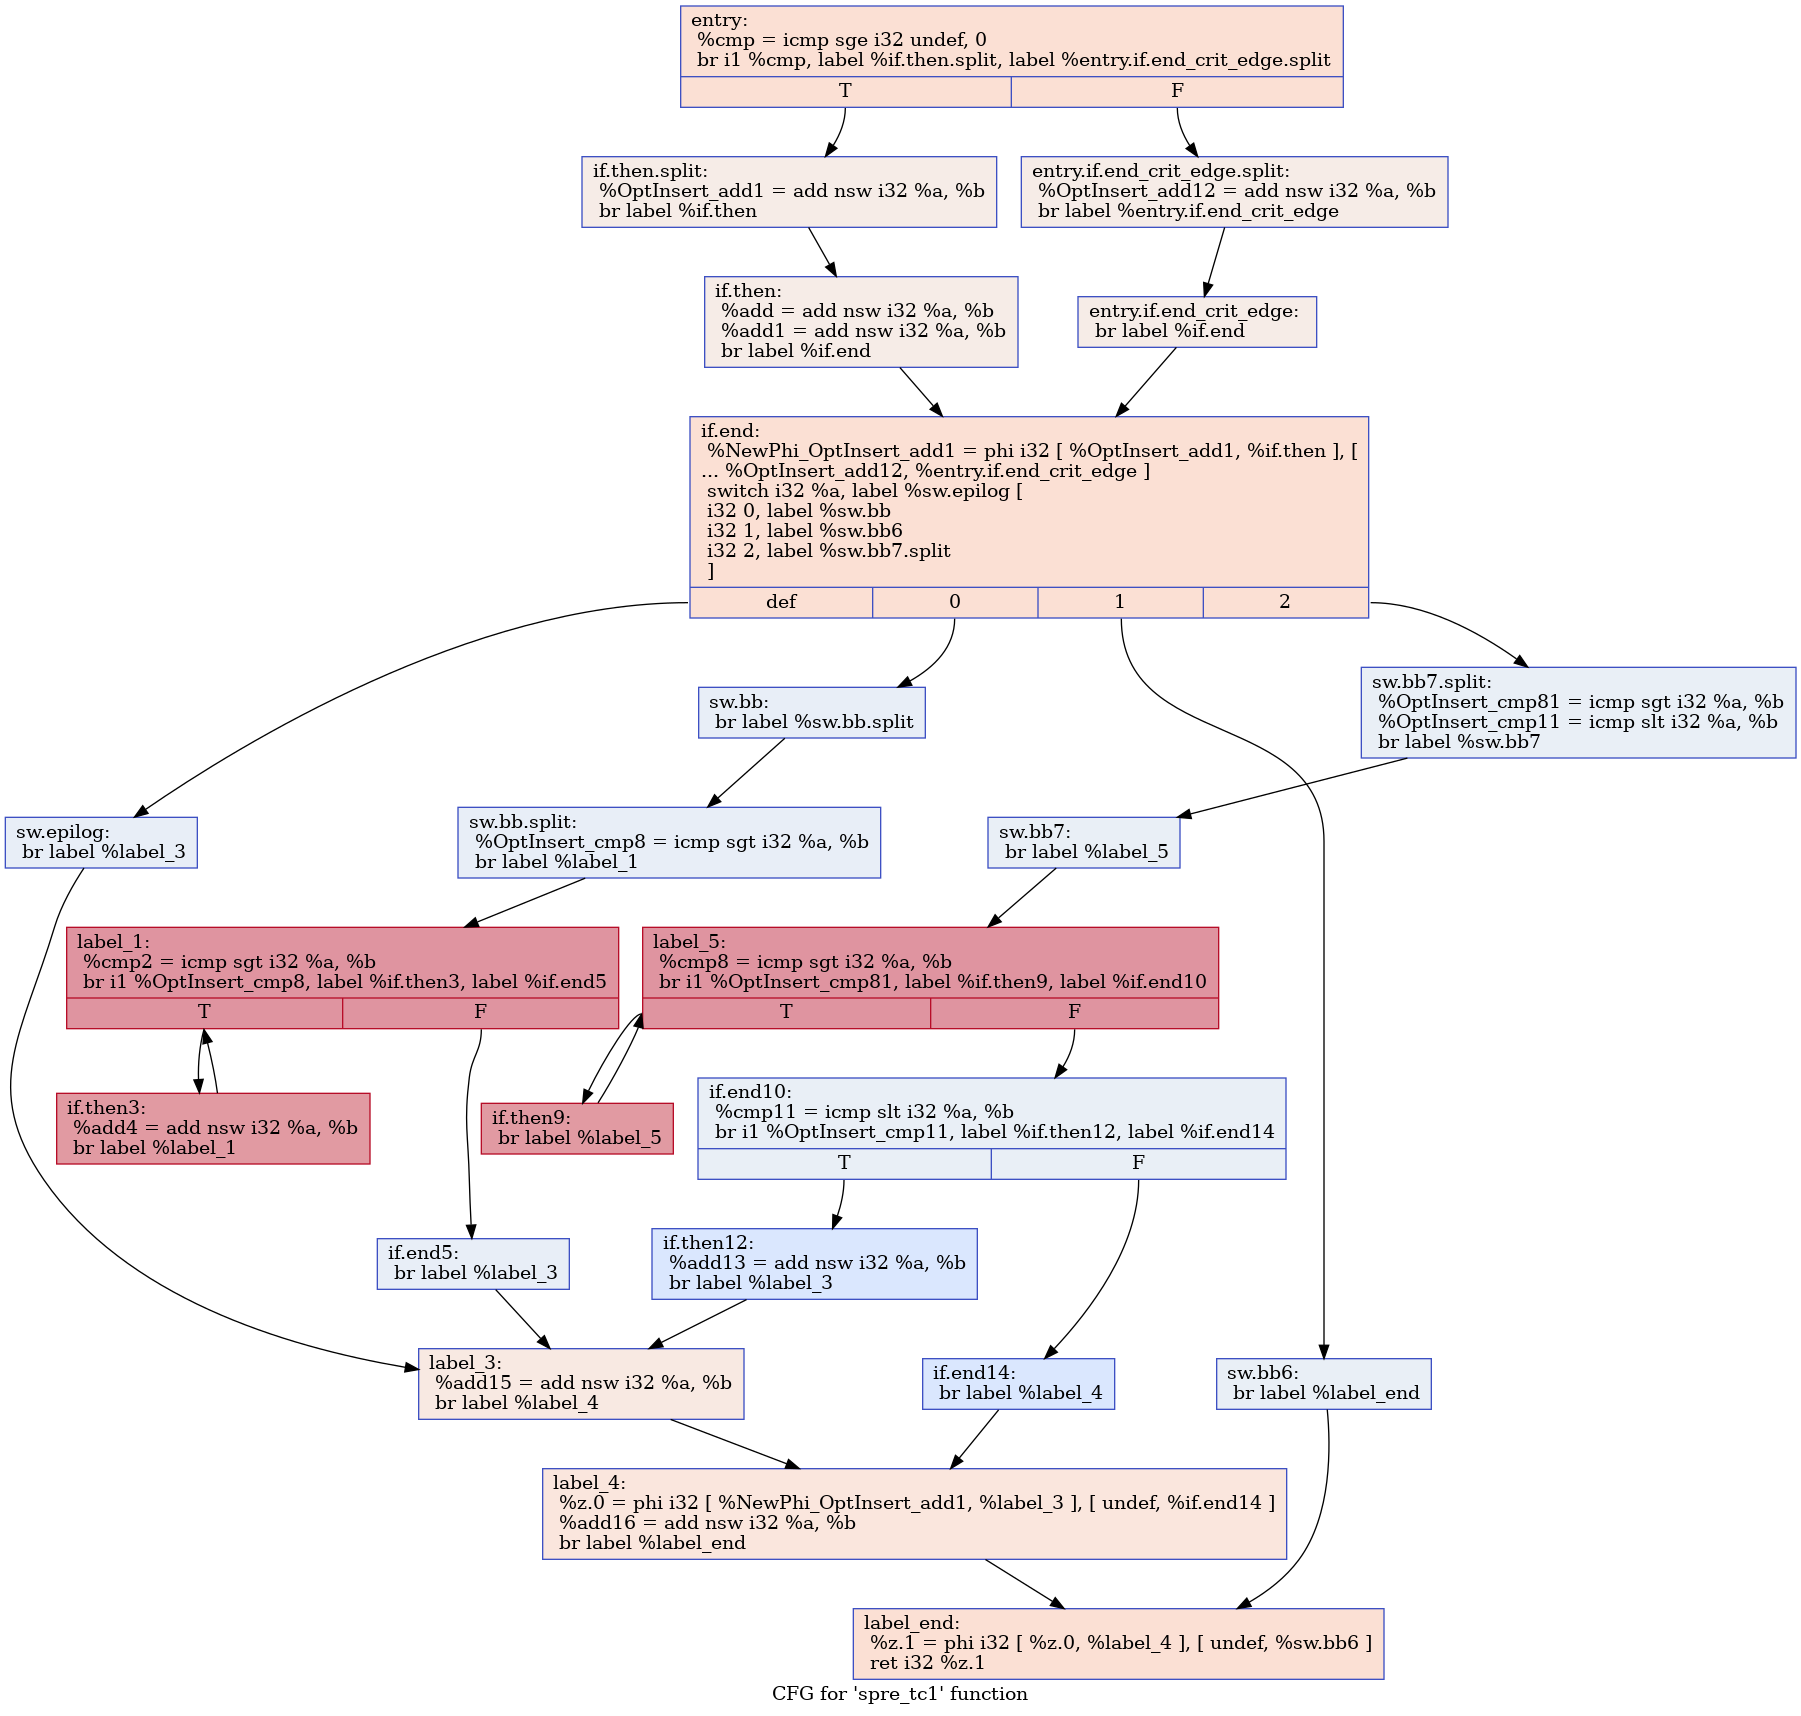 entry:
%cmp = icmp sge i32 undef, 0
br i1 %cmp, label %if.then.split, label %entry.if.end_crit_edge.split
T
F
if.then.split:
%OptInsert_add1 = add nsw i32 %a, %b
br label %if.then
entry.if.end_crit_edge.split:
%OptInsert_add12 = add nsw i32 %a, %b
br label %entry.if.end_crit_edge
if.then:
%add = add nsw i32 %a, %b
%add1 = add nsw i32 %a, %b
br label %if.end
entry.if.end_crit_edge:
br label %if.end
if.end:
%NewPhi_OptInsert_add1 = phi i32 [ %OptInsert_add1, %if.then ], [
... %OptInsert_add12, %entry.if.end_crit_edge ]
switch i32 %a, label %sw.epilog [
i32 0, label %sw.bb
i32 1, label %sw.bb6
i32 2, label %sw.bb7.split
]
def
0
1
2
sw.bb:
br label %sw.bb.split
sw.bb7.split:
%OptInsert_cmp81 = icmp sgt i32 %a, %b
%OptInsert_cmp11 = icmp slt i32 %a, %b
br label %sw.bb7
sw.epilog:
br label %label_3
sw.bb.split:
%OptInsert_cmp8 = icmp sgt i32 %a, %b
br label %label_1
sw.bb7:
br label %label_5
label_1:
%cmp2 = icmp sgt i32 %a, %b
br i1 %OptInsert_cmp8, label %if.then3, label %if.end5
T
F
label_5:
%cmp8 = icmp sgt i32 %a, %b
br i1 %OptInsert_cmp81, label %if.then9, label %if.end10
T
F
if.then3:
%add4 = add nsw i32 %a, %b
br label %label_1
if.then9:
br label %label_5
if.end10:
%cmp11 = icmp slt i32 %a, %b
br i1 %OptInsert_cmp11, label %if.then12, label %if.end14
T
F
if.end5:
br label %label_3
if.then12:
%add13 = add nsw i32 %a, %b
br label %label_3
label_3:
%add15 = add nsw i32 %a, %b
br label %label_4
if.end14:
br label %label_4
sw.bb6:
br label %label_end
label_4:
%z.0 = phi i32 [ %NewPhi_OptInsert_add1, %label_3 ], [ undef, %if.end14 ]
%add16 = add nsw i32 %a, %b
br label %label_end
label_end:
%z.1 = phi i32 [ %z.0, %label_4 ], [ undef, %sw.bb6 ]
ret i32 %z.1
CFG for 'spre_tc1' function